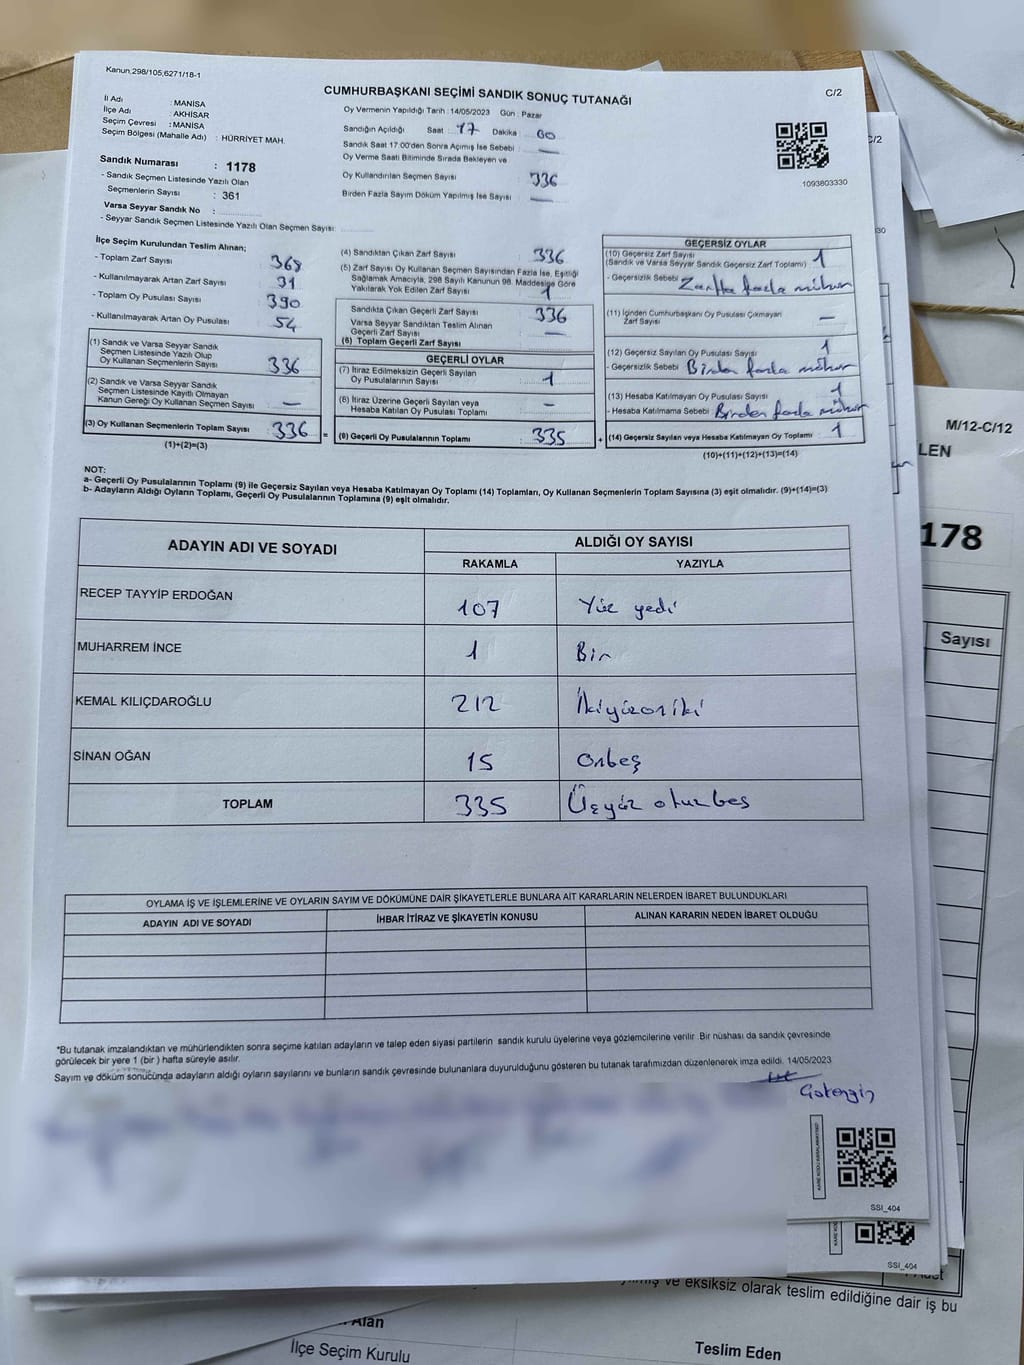 Kanun,298/105,6271/18-1
CUMHURBAŞKANI SEÇİMİ SANDIK SONUÇ TUTANAĞI
C/2
İl Adı : MANİSA
İlçe Adı : AKHİSAR
Seçim Çevresi : MANİSA
Seçim Bölgesi (Mahalle Adı) : HÜRRİYET MAH.
Sandık Numarası : 1178
- Sandık Seçmen Listesinde Yazılı Olan
Seçmenlerin Sayısı : 361
Varsa Seyyar Sandık No :
- Seyyar Sandık Seçmen Listesinde Yazılı Olan Seçmen Sayısı:
Oy Vermenin Yapıldığı Tarih : 14/05/2023 Gün : Pazar
Sandığın Açıldığı Saat : 17 Dakika : 00
Sandık Saat 17:00'den Sonra Açımış İse Sebebi : —
Oy Verme Saati Bitiminde Sırada Bekleyen ve
Oy Kullandırılan Seçmen Sayısı : 336
Birden Fazla Sayım Döküm Yapılmış İse Sayısı : —
1093803330
İlçe Seçim Kurulundan Teslim Alınan;
- Toplam Zarf Sayısı : 368
- Kullanılmayarak Artan Zarf Sayısı : 31
- Toplam Oy Pusulası Sayısı : 390
- Kullanılmayarak Artan Oy Pusulası : 54
(1) Sandık ve Varsa Seyyar Sandık
Seçmen Listesinde Yazılı Olup
Oy Kullanan Seçmenlerin Sayısı : 336
(2) Sandık ve Varsa Seyyar Sandık
Seçmen Listesinde Kayıtlı Olmayan
Kanun Gereği Oy Kullanan Seçmen Sayısı : —
(3) Oy Kullanan Seçmenlerin Toplam Sayısı : 336 =
(1)+(2)=(3)
(4) Sandıktan Çıkan Zarf Sayısı : 336
(5) Zarf Sayısı Oy Kullanan Seçmen Sayısından Fazla İse, Eşitliği
Sağlamak Amacıyla, 298 Sayılı Kanunun 98. Maddesine Göre
Yakılarak Yok Edilen Zarf Sayısı : 1
Sandıkta Çıkan Geçerli Zarf Sayısı : 336
Varsa Seyyar Sandıktan Teslim Alınan
Geçerli Zarf Sayısı : —
(6) Toplam Geçerli Zarf Sayısı :
GEÇERLİ OYLAR
(7) İtiraz Edilmeksizin Geçerli Sayılan
Oy Pusulalarının Sayısı : 1
(8) İtiraz Üzerine Geçerli Sayılan veya
Hesaba Katılan Oy Pusulası Toplamı : —
(9) Geçerli Oy Pusulalarının Toplamı : 335 +
GEÇERSİZ OYLAR
(10) Geçersiz Zarf Sayısı : 1
(Sandık ve Varsa Seyyar Sandık Geçersiz Zarf Toplamı)
- Geçersizlik Sebebi : Zarfta fazla mühür
(11) İçinden Cumhurbaşkanı Oy Pusulası Çıkmayan
Zarf Sayısı : —
(12) Geçersiz Sayılan Oy Pusulası Sayısı : 1
- Geçersizlik Sebebi : Birden fazla mühür
(13) Hesaba Katılmayan Oy Pusulası Sayısı : 1
- Hesaba Katılmama Sebebi : Birden fazla mühür
(14) Geçersiz Sayılan veya Hesaba Katılmayan Oy Toplamı : 1
(10)+(11)+(12)+(13)=(14)
NOT:
a- Geçerli Oy Pusulalarının Toplamı (9) ile Geçersiz Sayılan veya Hesaba Katılmayan Oy Toplamı (14) Toplamları, Oy Kullanan Seçmenlerin Toplam Sayısına (3) eşit olmalıdır. (9)+(14)=(3)
b- Adayların Aldığı Oyların Toplamı, Geçerli Oy Pusulalarının Toplamına (9) eşit olmalıdır.
ADAYIN ADI VE SOYADI
ALDIĞI OY SAYISI
RAKAMLA YAZIYLA
RECEP TAYYİP ERDOĞAN 107 Yüz yedi
MUHARREM İNCE 1 Bir
KEMAL KILIÇDAROĞLU 212 İkiyüzoniki
SİNAN OĞAN 15 Onbeş
TOPLAM 335 Üçyüz otuzbeş
OYLAMA İŞ VE İŞLEMLERİNE VE OYLARIN SAYIM VE DÖKÜMÜNE DAİR ŞİKAYETLERLE BUNLARA AİT KARARLARIN NELERDEN İBARET BULUNDUKLARI
ADAYIN ADI VE SOYADI İHBAR İTİRAZ VE ŞİKAYETİN KONUSU ALINAN KARARIN NEDEN İBARET OLDUĞU
*Bu tutanak imzalandıktan ve mühürlendikten sonra seçime katılan adayların ve talep eden siyasi partilerin sandık kurulu üyelerine veya gözlemcilerine verilir. Bir nüshası da sandık çevresinde
görülecek bir yere 1 (bir ) hafta süreyle asılır.
Sayım ve döküm sonucunda adayların aldığı oyların sayılarını ve bunların sandık çevresinde bulunanlara duyurulduğunu gösteren bu tutanak tarafımızdan düzenlenerek imza edildi. 14/05/2023
SSI_404
SSI_404
C/2
M/12-C/12
LEN
178
Sayısı
ve eksiksiz olarak teslim edildiğine dair iş bu
Alan
İlçe Seçim Kurulu
Teslim Eden